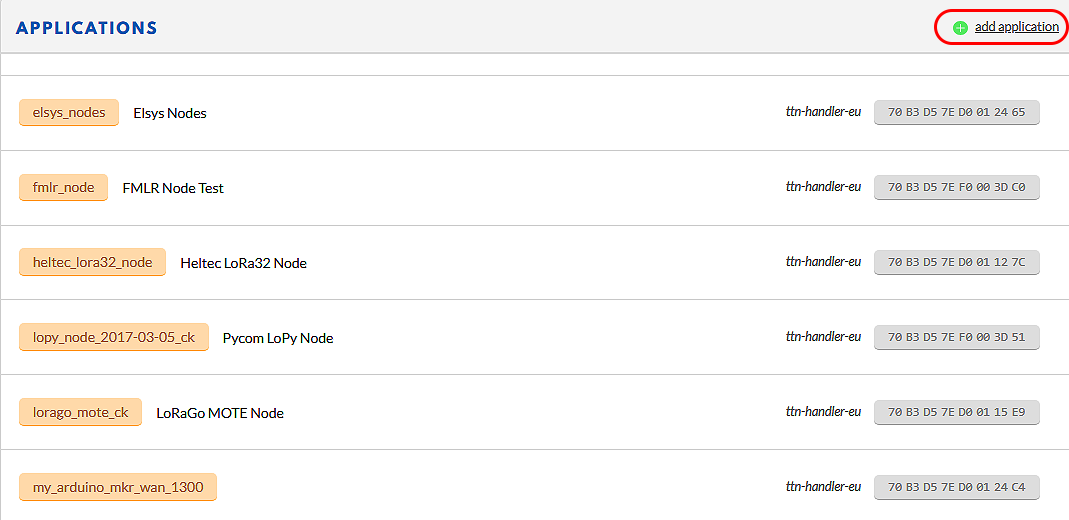 APPLICATIONS add application
elsys_nodes Elsys Nodes ttn-handler-eu 70 B3 D5 7E D0 01 24 65
fmlr_node FMLR Node Test ttn-handler-eu 70 B3 D5 7E F0 00 3D C0
heltec_lora32_node Heltec LoRa32 Node ttn-handler-eu 70 B3 D5 7E D0 01 12 7C
lopy_node_2017-03-05_ck Pycom LoPy Node ttn-handler-eu 70 B3 D5 7E F0 00 3D 51
lorago_mote_ck LoRaGo MOTE Node ttn-handler-eu 70 B3 D5 7E D0 01 15 E9
my_arduino_mkr_wan_1300 ttn-handler-eu 70 B3 D5 7E D0 01 24 C4